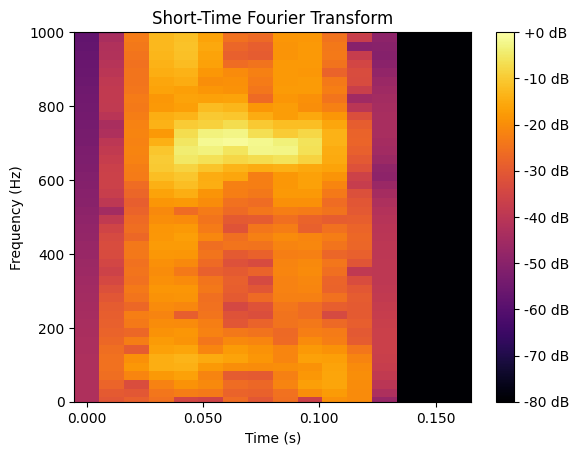 Short-Time Fourier Transform
1000
800
600
400
200
0
Frequency (Hz)
0.000
0.050
0.100
0.150
Time (s)
+0 dB
-10 dB
-20 dB
-30 dB
-40 dB
-50 dB
-60 dB
-70 dB
-80 dB